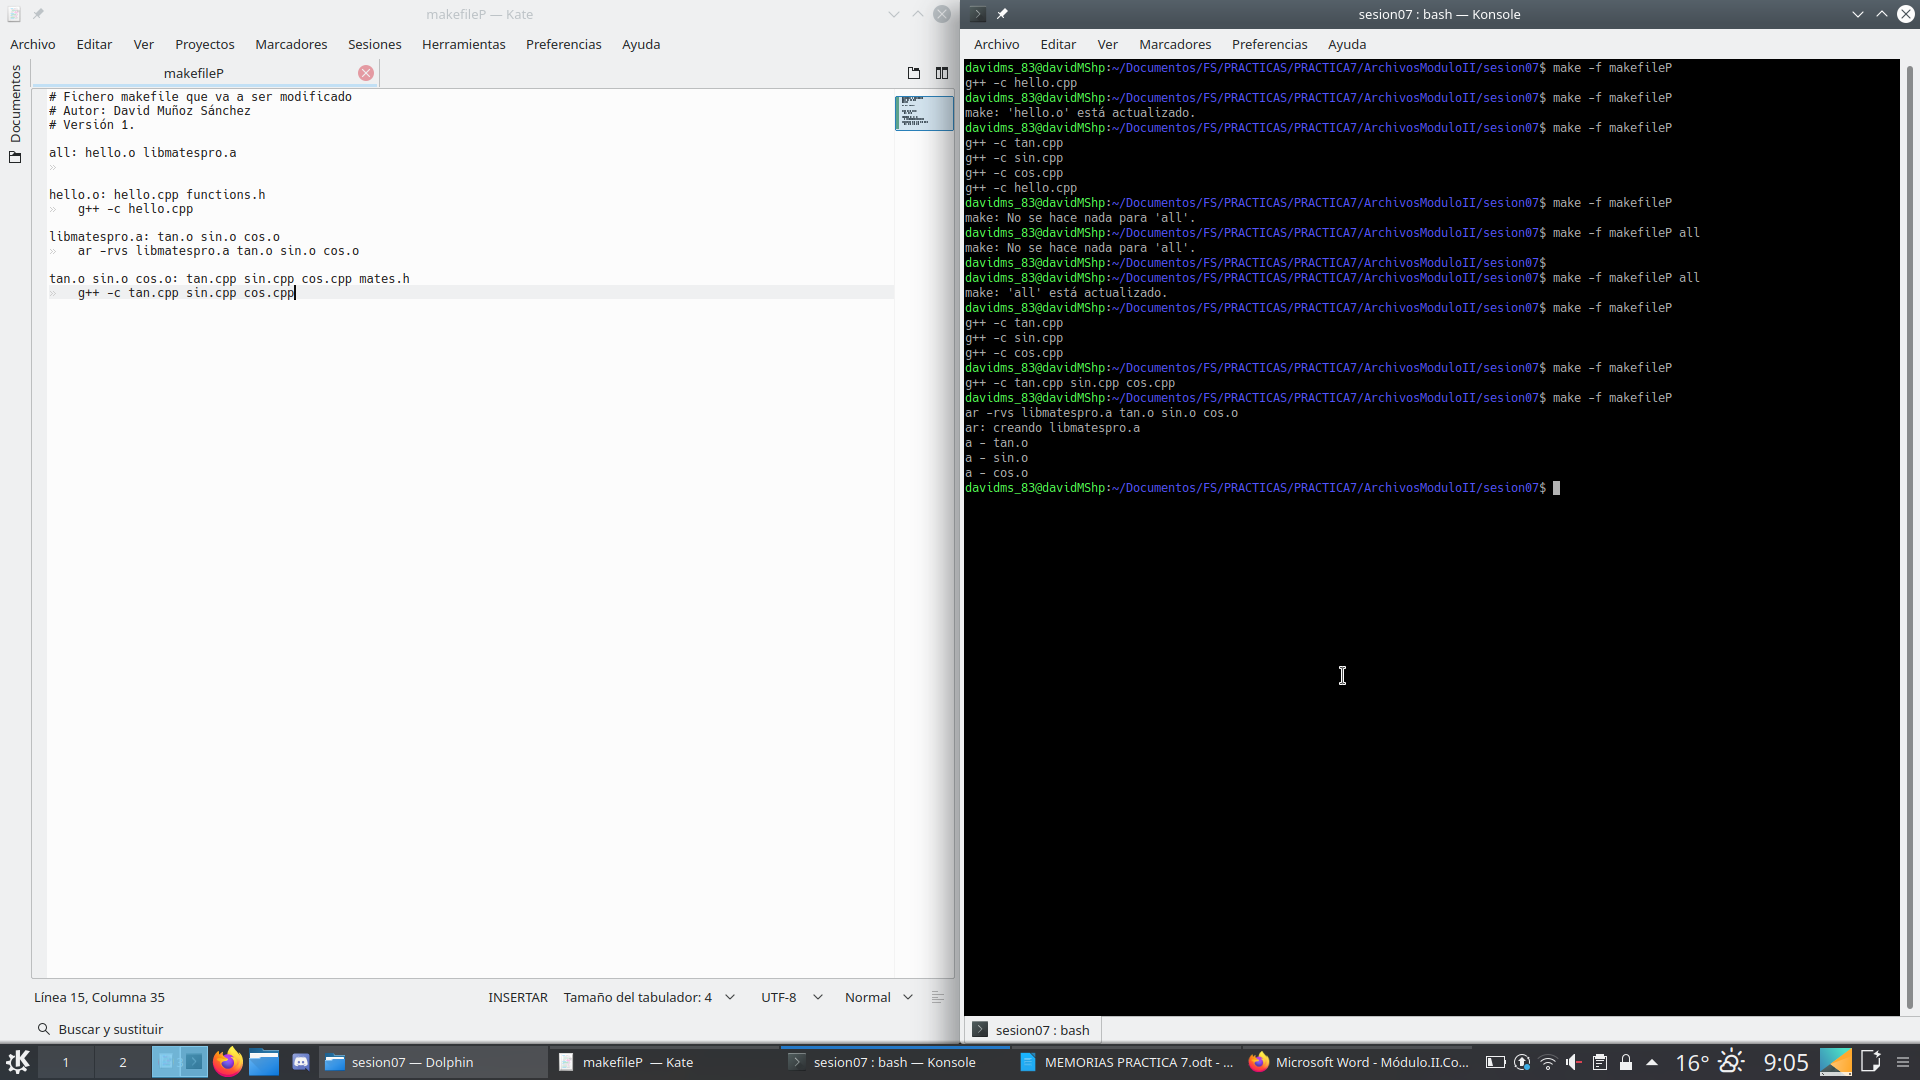 makefileP — Kate
Archivo Editar Ver Proyectos Marcadores Sesiones Herramientas Preferencias Ayuda
Documentos
makefileP
# Fichero makefile que va a ser modificado
# Autor: David Muñoz Sánchez
# Versión 1.
all: hello.o libmatespro.a
»
hello.o: hello.cpp functions.h
» g++ -c hello.cpp
libmatespro.a: tan.o sin.o cos.o
» ar -rvs libmatespro.a tan.o sin.o cos.o
tan.o sin.o cos.o: tan.cpp sin.cpp cos.cpp mates.h
» g++ -c tan.cpp sin.cpp cos.cpp
Línea 15, Columna 35 INSERTAR Tamaño del tabulador: 4 UTF-8 Normal
Buscar y sustituir
sesion07 : bash — Konsole
Archivo Editar Ver Marcadores Preferencias Ayuda
davidms_83@davidMShp:~/Documentos/FS/PRACTICAS/PRACTICA7/ArchivosModuloII/sesion07$ make -f makefileP
g++ -c hello.cpp
davidms_83@davidMShp:~/Documentos/FS/PRACTICAS/PRACTICA7/ArchivosModuloII/sesion07$ make -f makefileP
make: 'hello.o' está actualizado.
davidms_83@davidMShp:~/Documentos/FS/PRACTICAS/PRACTICA7/ArchivosModuloII/sesion07$ make -f makefileP
g++ -c tan.cpp
g++ -c sin.cpp
g++ -c cos.cpp
g++ -c hello.cpp
davidms_83@davidMShp:~/Documentos/FS/PRACTICAS/PRACTICA7/ArchivosModuloII/sesion07$ make -f makefileP
make: No se hace nada para 'all'.
davidms_83@davidMShp:~/Documentos/FS/PRACTICAS/PRACTICA7/ArchivosModuloII/sesion07$ make -f makefileP all
make: No se hace nada para 'all'.
davidms_83@davidMShp:~/Documentos/FS/PRACTICAS/PRACTICA7/ArchivosModuloII/sesion07$
davidms_83@davidMShp:~/Documentos/FS/PRACTICAS/PRACTICA7/ArchivosModuloII/sesion07$ make -f makefileP all
make: 'all' está actualizado.
davidms_83@davidMShp:~/Documentos/FS/PRACTICAS/PRACTICA7/ArchivosModuloII/sesion07$ make -f makefileP
g++ -c tan.cpp
g++ -c sin.cpp
g++ -c cos.cpp
davidms_83@davidMShp:~/Documentos/FS/PRACTICAS/PRACTICA7/ArchivosModuloII/sesion07$ make -f makefileP
g++ -c tan.cpp sin.cpp cos.cpp
davidms_83@davidMShp:~/Documentos/FS/PRACTICAS/PRACTICA7/ArchivosModuloII/sesion07$ make -f makefileP
ar -rvs libmatespro.a tan.o sin.o cos.o
ar: creando libmatespro.a
a - tan.o
a - sin.o
a - cos.o
davidms_83@davidMShp:~/Documentos/FS/PRACTICAS/PRACTICA7/ArchivosModuloII/sesion07$
sesion07 : bash
1 2 sesion07 — Dolphin makefileP — Kate sesion07 : bash — Konsole MEMORIAS PRACTICA 7.odt - ... Microsoft Word - Módulo.II.Co... 16° 9:05